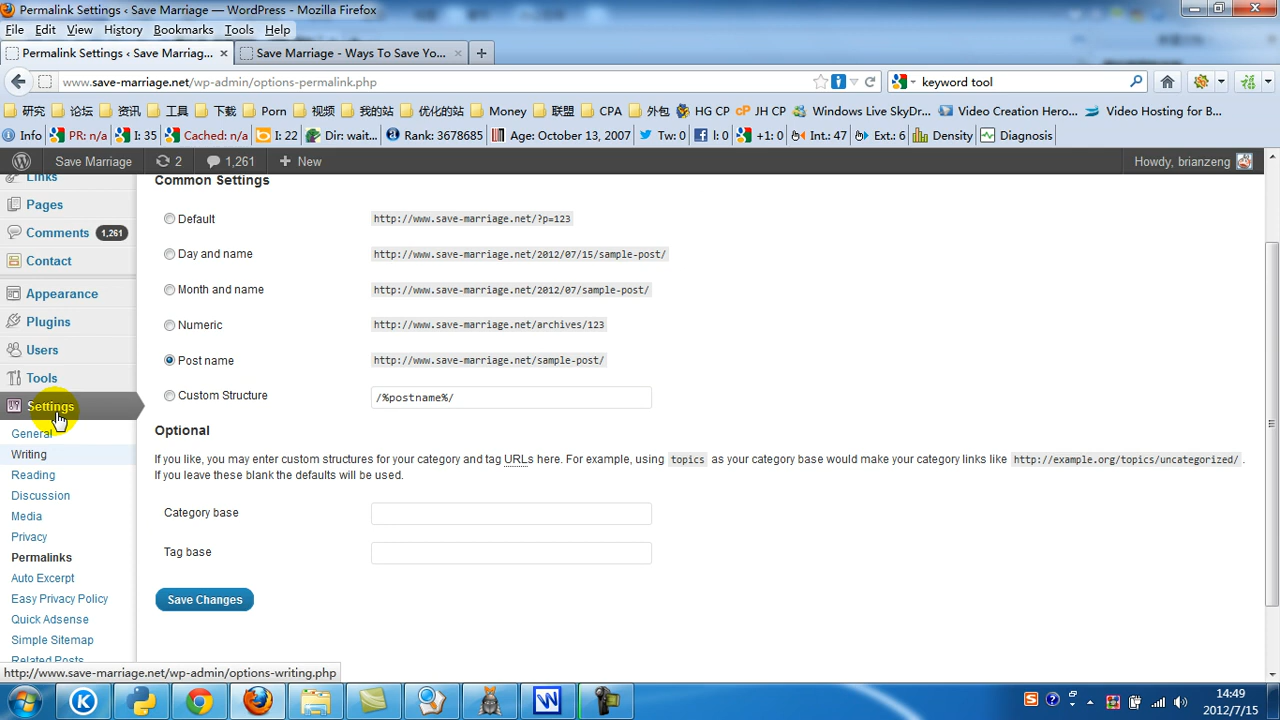 Permalink Settings ‹ Save Marriage — WordPress - Mozilla Firefox
File Edit View History Bookmarks Tools Help
Permalink Settings ‹ Save Marriag... × Save Marriage - Ways To Save Yo... × +
www.save-marriage.net/wp-admin/options-permalink.php keyword tool
研究 论坛 资讯 工具 下载 Porn 视频 我的站 优化的站 Money 联盟 CPA 外包 HG CP JH CP Windows Live SkyDr... Video Creation Hero... Video Hosting for B...
Info PR: n/a I: 35 Cached: n/a I: 22 Dir: wait... Rank: 3678685 Age: October 13, 2007 Tw: 0 l: 0 +1: 0 Int.: 47 Ext.: 6 Density Diagnosis
Save Marriage 2 1,261 + New Howdy, brianzeng
Links
Pages
Comments 1,261
Contact
Appearance
Plugins
Users
Tools
Settings
General
Writing
Reading
Discussion
Media
Privacy
Permalinks
Auto Excerpt
Easy Privacy Policy
Quick Adsense
Simple Sitemap
Related Posts
Common Settings
Default http://www.save-marriage.net/?p=123
Day and name http://www.save-marriage.net/2012/07/15/sample-post/
Month and name http://www.save-marriage.net/2012/07/sample-post/
Numeric http://www.save-marriage.net/archives/123
Post name http://www.save-marriage.net/sample-post/
Custom Structure /%postname%/
Optional
If you like, you may enter custom structures for your category and tag URLs here. For example, using topics as your category base would make your category links like http://example.org/topics/uncategorized/ .
If you leave these blank the defaults will be used.
Category base
Tag base
Save Changes
http://www.save-marriage.net/wp-admin/options-writing.php
14:49
2012/7/15